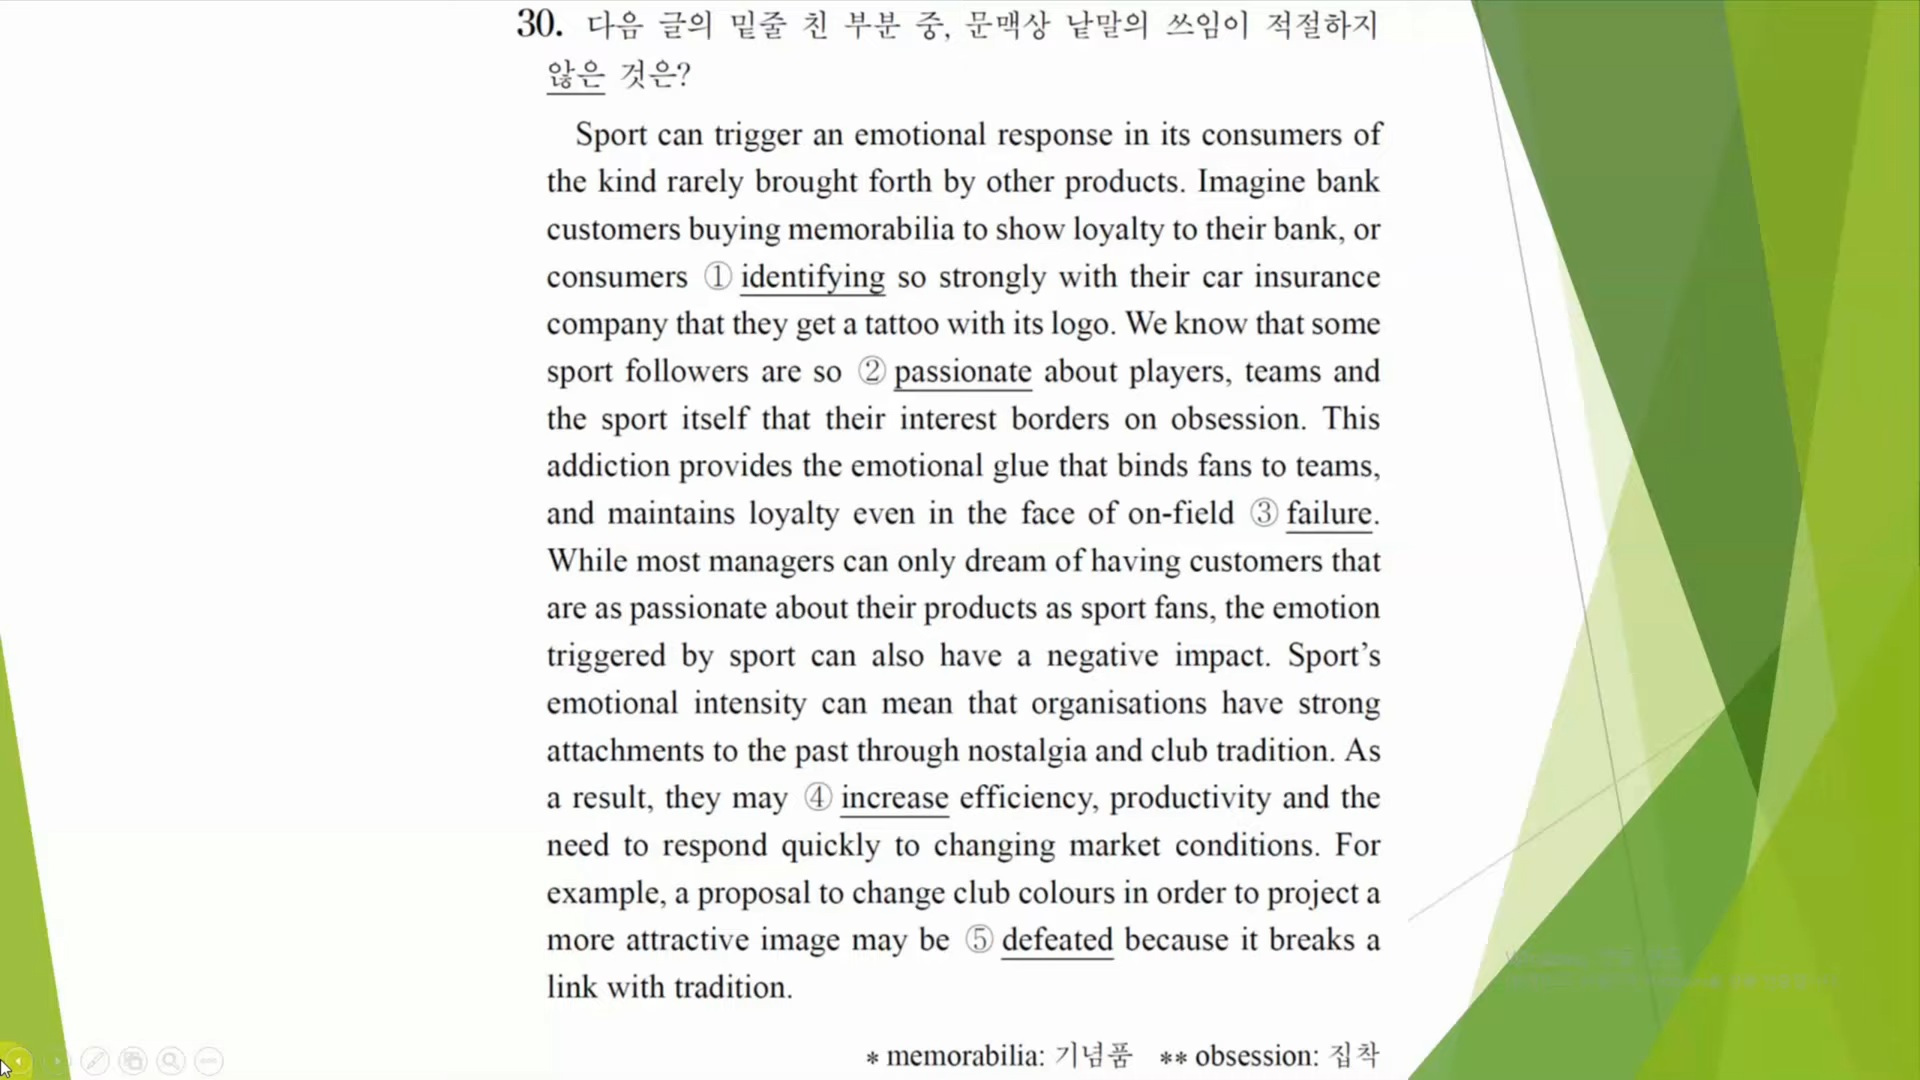 30. 다음 글의 밑줄 친 부분 중, 문맥상 낱말의 쓰임이 적절하지
않은 것은?
Sport can trigger an emotional response in its consumers of
the kind rarely brought forth by other products. Imagine bank
customers buying memorabilia to show loyalty to their bank, or
consumers ① identifying so strongly with their car insurance
company that they get a tattoo with its logo. We know that some
sport followers are so ② passionate about players, teams and
the sport itself that their interest borders on obsession. This
addiction provides the emotional glue that binds fans to teams,
and maintains loyalty even in the face of on-field ③ failure.
While most managers can only dream of having customers that
are as passionate about their products as sport fans, the emotion
triggered by sport can also have a negative impact. Sport’s
emotional intensity can mean that organisations have strong
attachments to the past through nostalgia and club tradition. As
a result, they may ④ increase efficiency, productivity and the
need to respond quickly to changing market conditions. For
example, a proposal to change club colours in order to project a
more attractive image may be ⑤ defeated because it breaks a
link with tradition.
* memorabilia: 기념품 ** obsession: 집착